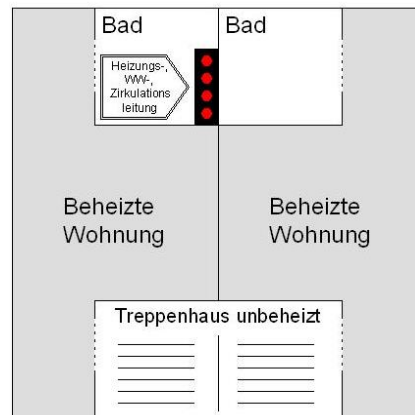 Bad
Bad
Heizungs-,
WW-,
Zirkulations
leitung
Beheizte
Wohnung
Beheizte
Wohnung
Treppenhaus unbeheizt